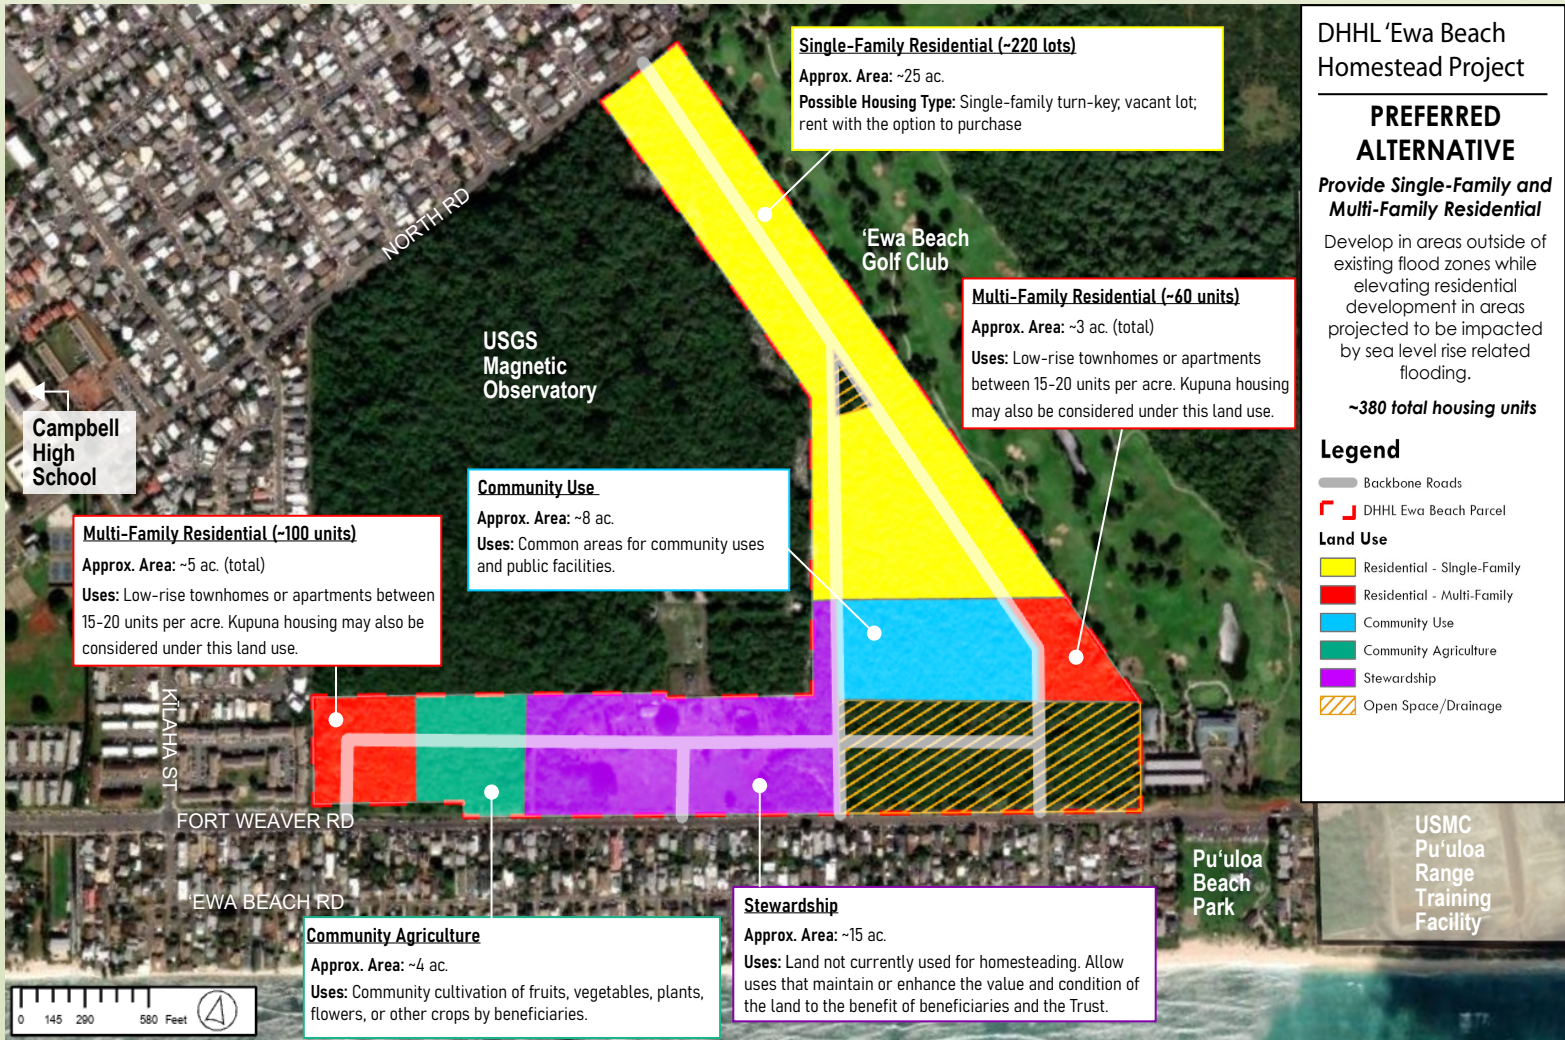 DHHL ‘Ewa Beach
Homestead Project
PREFERRED
ALTERNATIVE
Provide Single-Family and
Multi-Family Residential
Develop in areas outside of
existing flood zones while
elevating residential
development in areas
projected to be impacted
by sea level rise related
flooding.
~380 total housing units
Legend
Backbone Roads
DHHL Ewa Beach Parcel
Land Use
Residential - SIngle-Family
Residential - Multi-Family
Community Use
Community Agriculture
Stewardship
Open Space/Drainage
Single-Family Residential (~220 lots)
Approx. Area: ~25 ac.
Possible Housing Type: Single-family turn-key; vacant lot;
rent with the option to purchase
NORTH RD
‘Ewa Beach
Golf Club
Multi-Family Residential (~60 units)
Approx. Area: ~3 ac. (total)
Uses: Low-rise townhomes or apartments
between 15-20 units per acre. Kupuna housing
may also be considered under this land use.
USGS
Magnetic
Observatory
Campbell
High
School
Community Use
Approx. Area: ~8 ac.
Uses: Common areas for community uses
and public facilities.
Multi-Family Residential (~100 units)
Approx. Area: ~5 ac. (total)
Uses: Low-rise townhomes or apartments between
15-20 units per acre. Kupuna housing may also be
considered under this land use.
KĪLAHA ST
FORT WEAVER RD
‘EWA BEACH RD
Pu‘uloa
Beach
Park
USMC
Pu‘uloa
Range
Training
Facility
Community Agriculture
Approx. Area: ~4 ac.
Uses: Community cultivation of fruits, vegetables, plants,
flowers, or other crops by beneficiaries.
Stewardship
Approx. Area: ~15 ac.
Uses: Land not currently used for homesteading. Allow
uses that maintain or enhance the value and condition of
the land to the benefit of beneficiaries and the Trust.
0 145 290 580 Feet